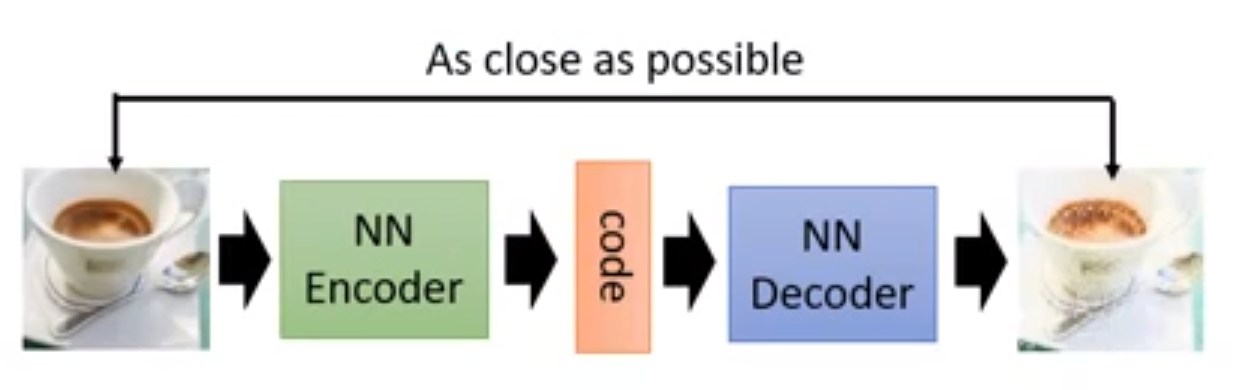 As close as possible
NN
Encoder
code
NN
Decoder